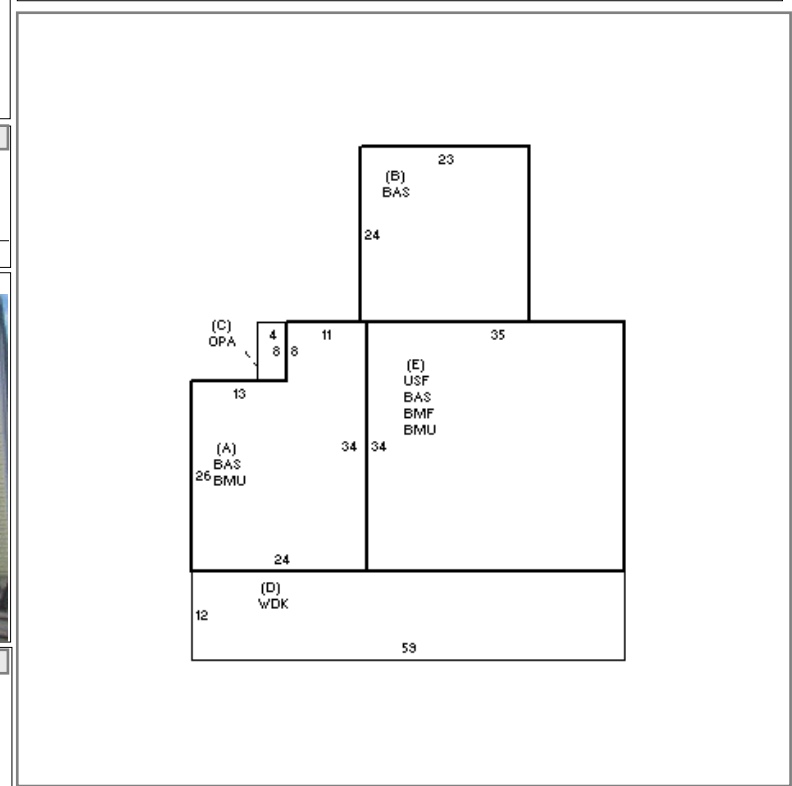 23
(B)
BAS
24
(C)
OPA
4
8
8
11
35
13
(E)
USF
BAS
BMF
BMU
(A)
BAS
26 BMU
34
34
24
(D)
WDK
12
59